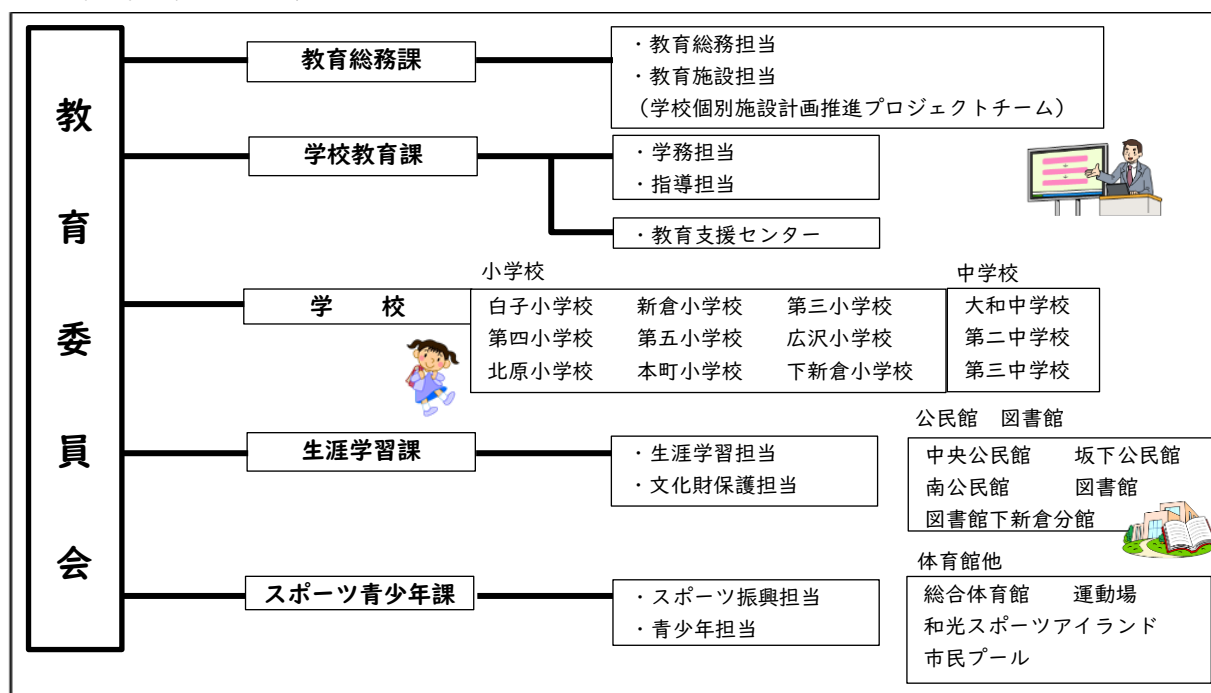 教育委員会
教育総務課
・教育総務担当
・教育施設担当
（学校個別施設計画推進プロジェクトチーム）
学校教育課
・学務担当
・指導担当
・教育支援センター
学　　校
小学校
白子小学校　新倉小学校　第三小学校
第四小学校　第五小学校　広沢小学校
北原小学校　本町小学校　下新倉小学校
中学校
大和中学校
第二中学校
第三中学校
生涯学習課
・生涯学習担当
・文化財保護担当
公民館　図書館
中央公民館　坂下公民館
南公民館　図書館
図書館下新倉分館
スポーツ青少年課
・スポーツ振興担当
・青少年担当
体育館他
総合体育館　運動場
和光スポーツアイランド
市民プール